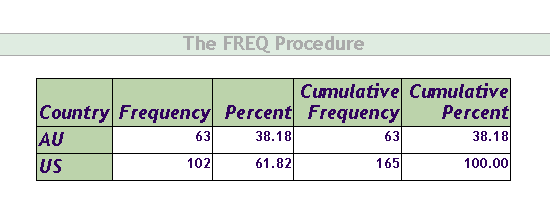 The FREQ Procedure
Cumulative Cumulative
Country Frequency Percent Frequency Percent
AU 63 38.18 63 38.18
US 102 61.82 165 100.00